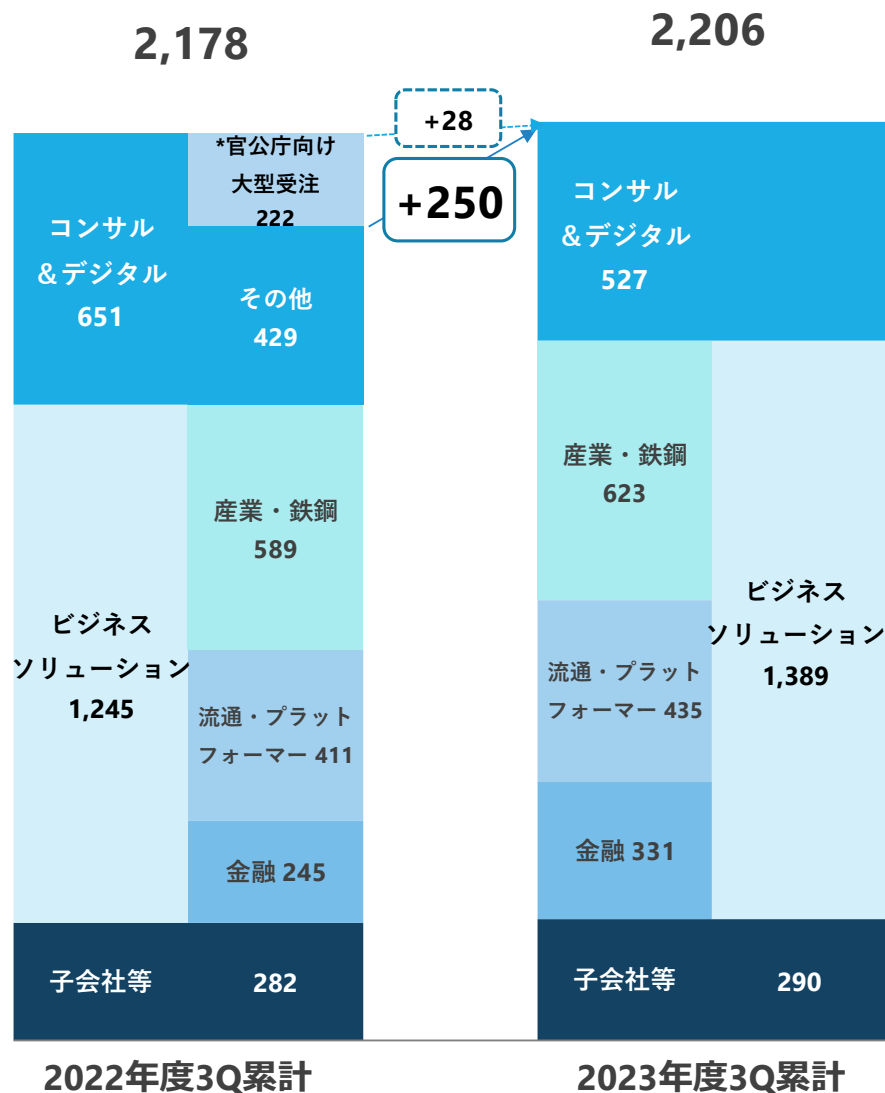 2,178
2,206
+28
+250
*官公庁向け
大型受注
222
コンサル
＆デジタル
651
その他
429
産業・鉄鋼
589
ビジネス
ソリューション
1,245
流通・プラット
フォーマー 411
金融 245
子会社等
282
2022年度3Q累計
コンサル
＆デジタル
527
産業・鉄鋼
623
流通・プラット
フォーマー 435
ビジネス
ソリューション
1,389
金融 331
子会社等
290
2023年度3Q累計